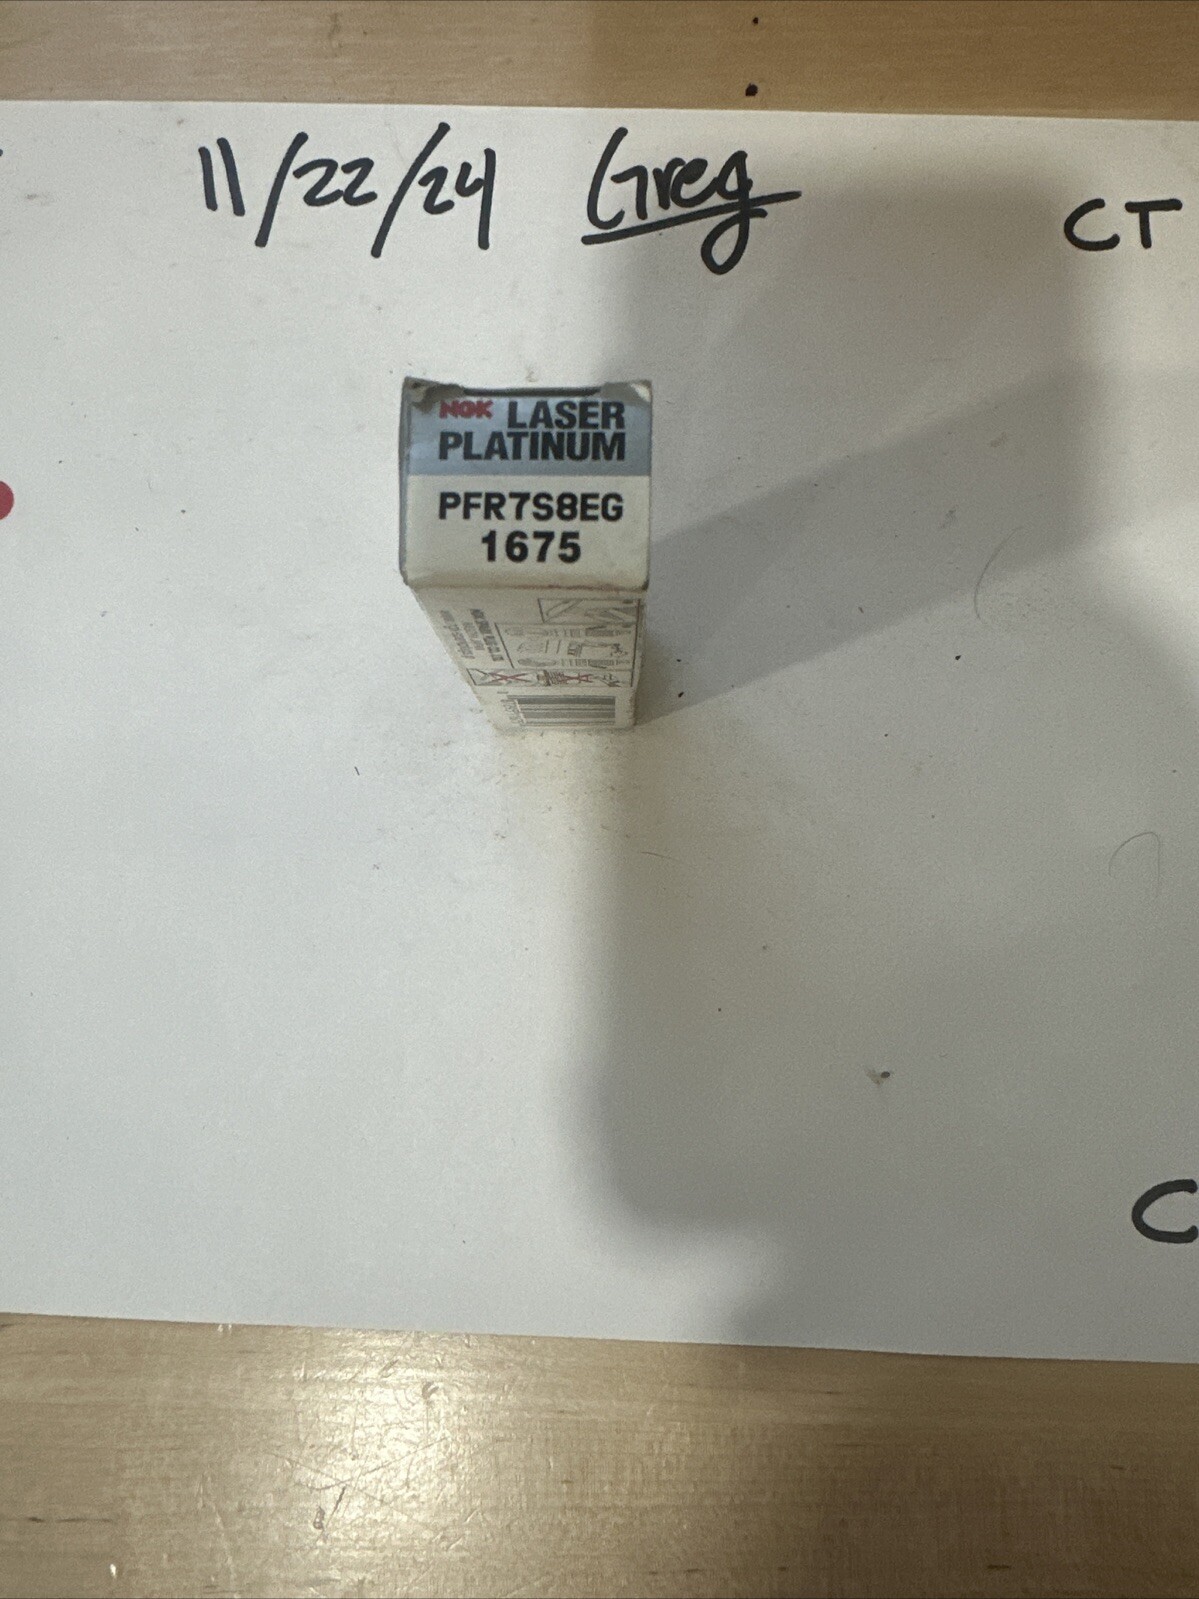 11/22/24 Greg
CT
NGK LASER
PLATINUM
PFR7S8EG
1675
C